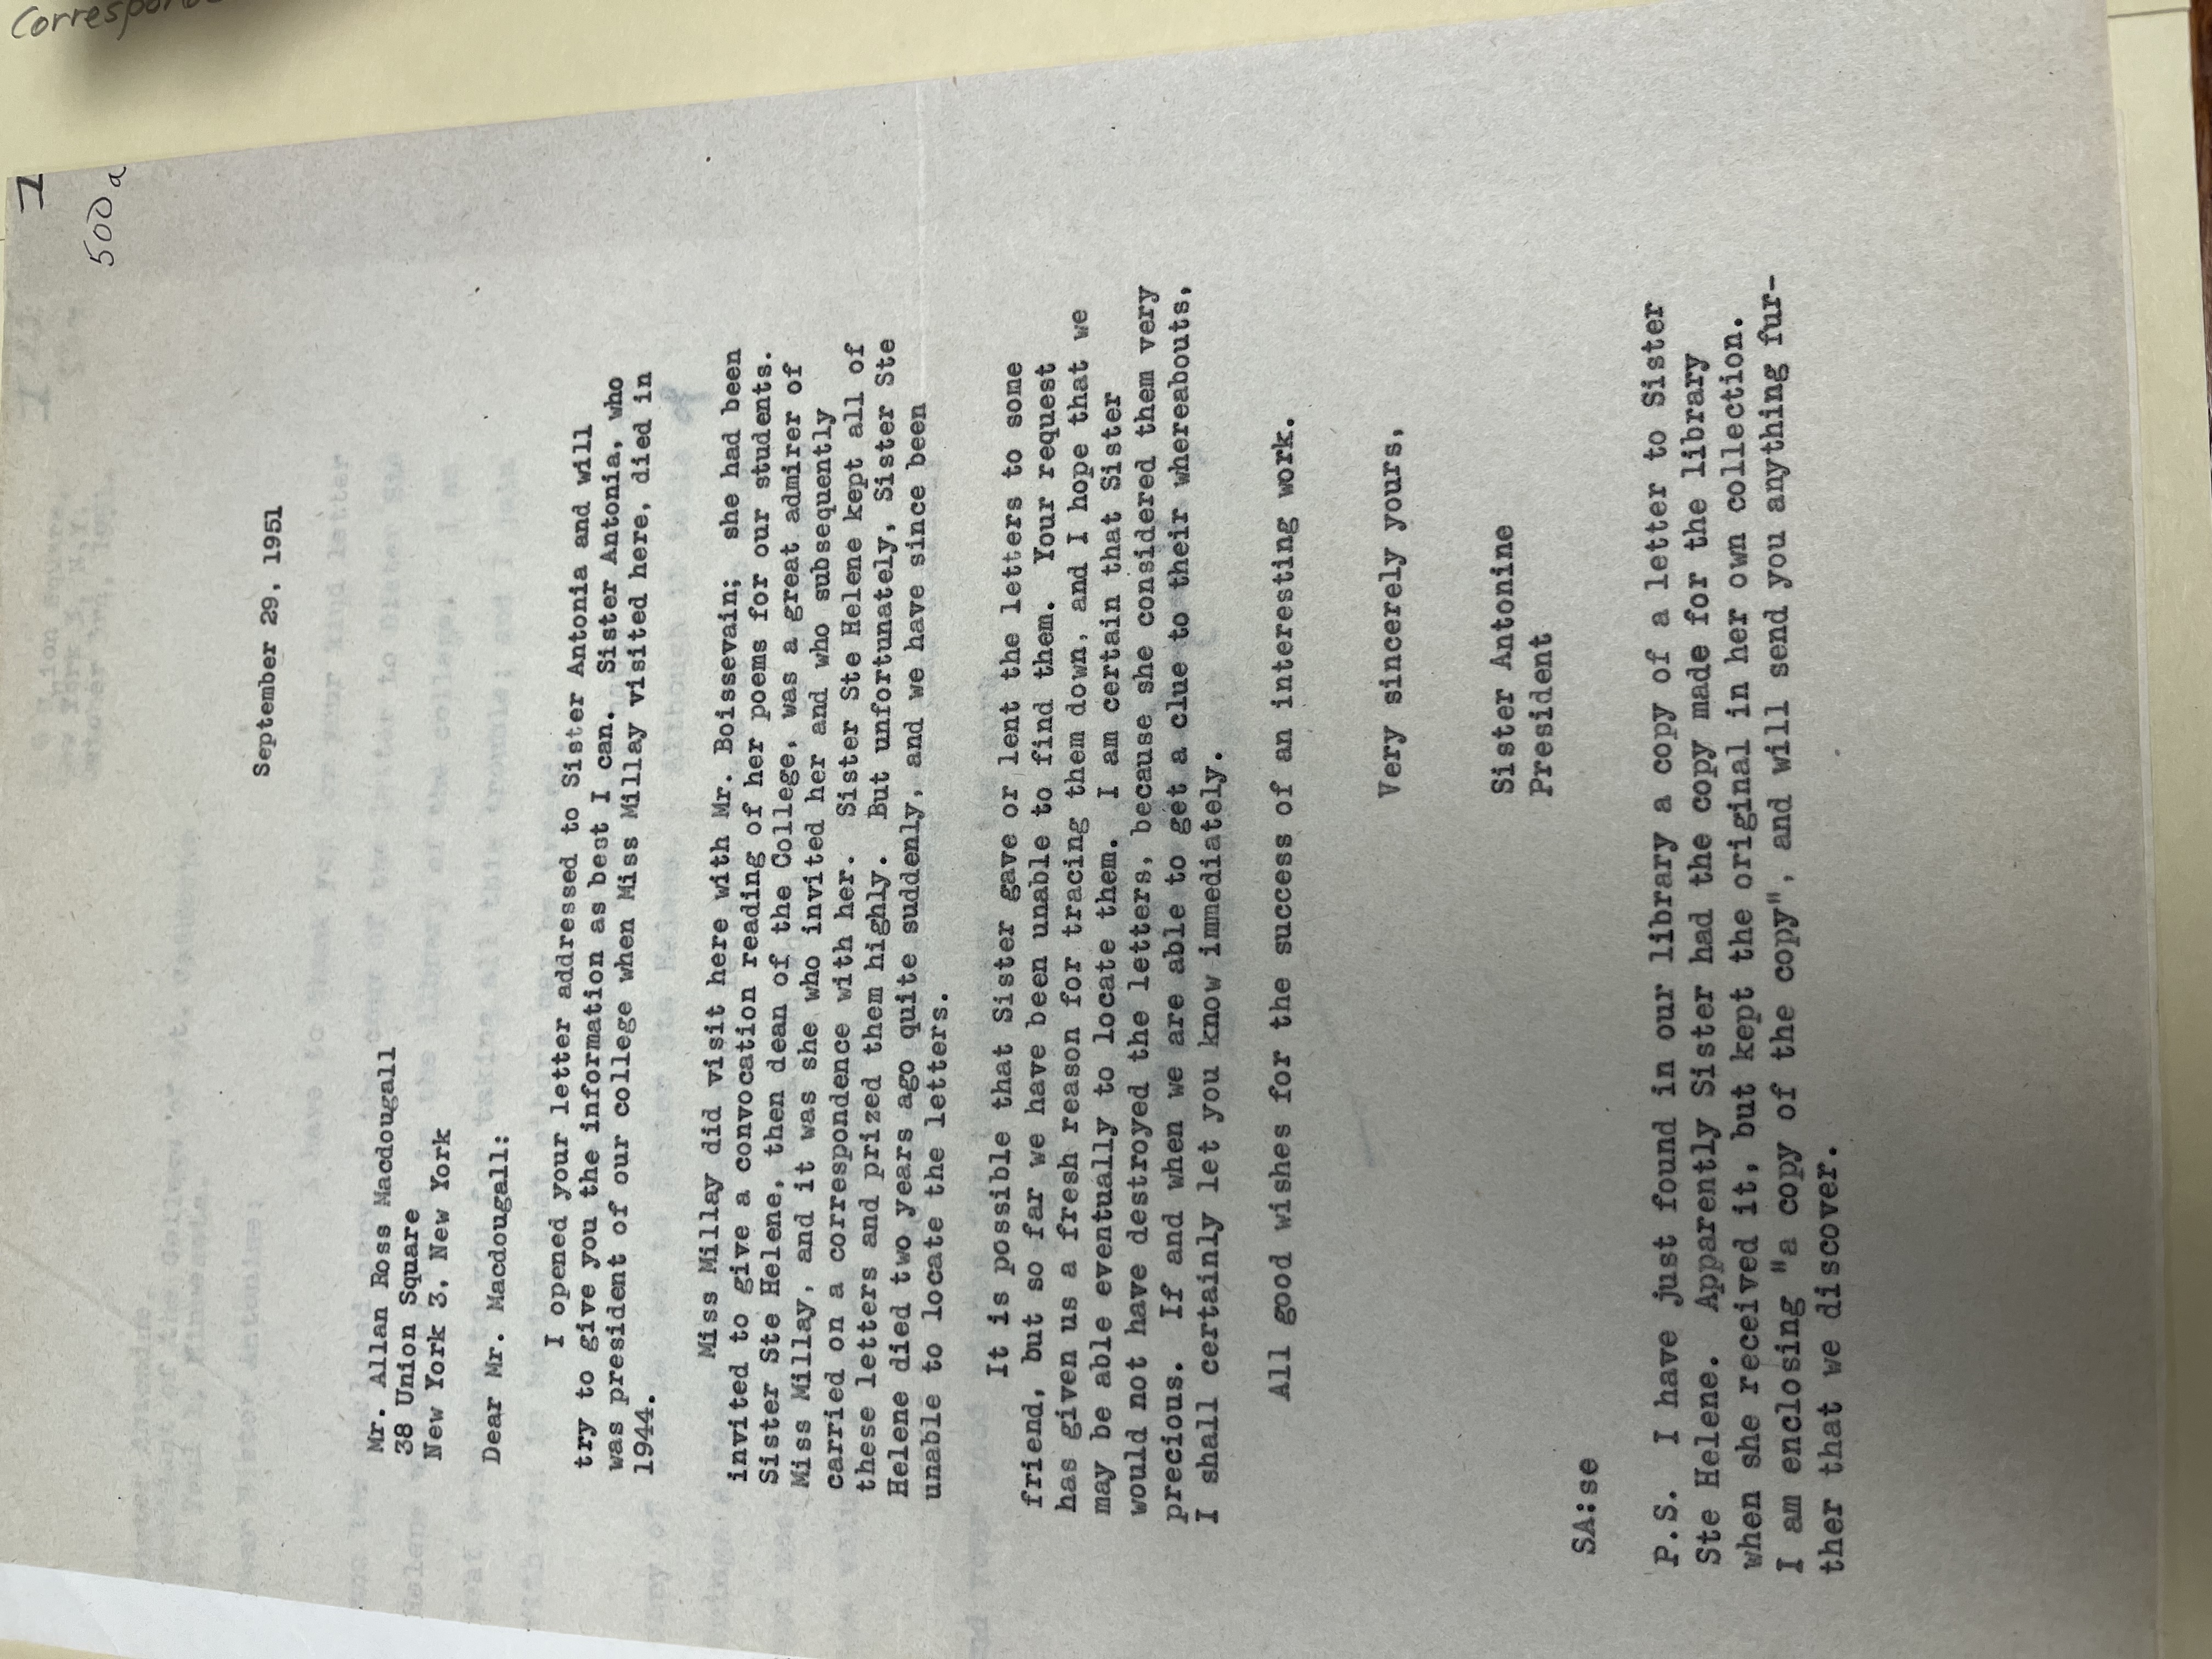 I
500a
September 29, 1951
Mr. Allan Ross Macdougall
38 Union Square
New York 3, New York
Dear Mr. Macdougall:
I opened your letter addressed to Sister Antonia and will
try to give you the information as best I can. Sister Antonia, who
was president of our college when Miss Millay visited here, died in
1944.
Miss Millay did visit here with Mr. Boissevain; she had been
invited to give a convocation reading of her poems for our students.
Sister Ste Helene, then dean of the College, was a great admirer of
Miss Millay, and it was she who invited her and who subsequently
carried on a correspondence with her. Sister Ste Helene kept all of
these letters and prized them highly. But unfortunately, Sister Ste
Helene died two years ago quite suddenly, and we have since been
unable to locate the letters.
It is possible that Sister gave or lent the letters to some
friend, but so far we have been unable to find them. Your request
has given us a fresh reason for tracing them down, and I hope that we
may be able eventually to locate them. I am certain that Sister
would not have destroyed the letters, because she considered them very
precious. If and when we are able to get a clue to their whereabouts,
I shall certainly let you know immediately.
All good wishes for the success of an interesting work.
Very sincerely yours,
Sister Antonine
President
SA:se
P.S. I have just found in our library a copy of a letter to Sister
Ste Helene. Apparently Sister had the copy made for the library
when she received it, but kept the original in her own collection.
I am enclosing "a copy of the copy", and will send you anything fur-
ther that we discover.